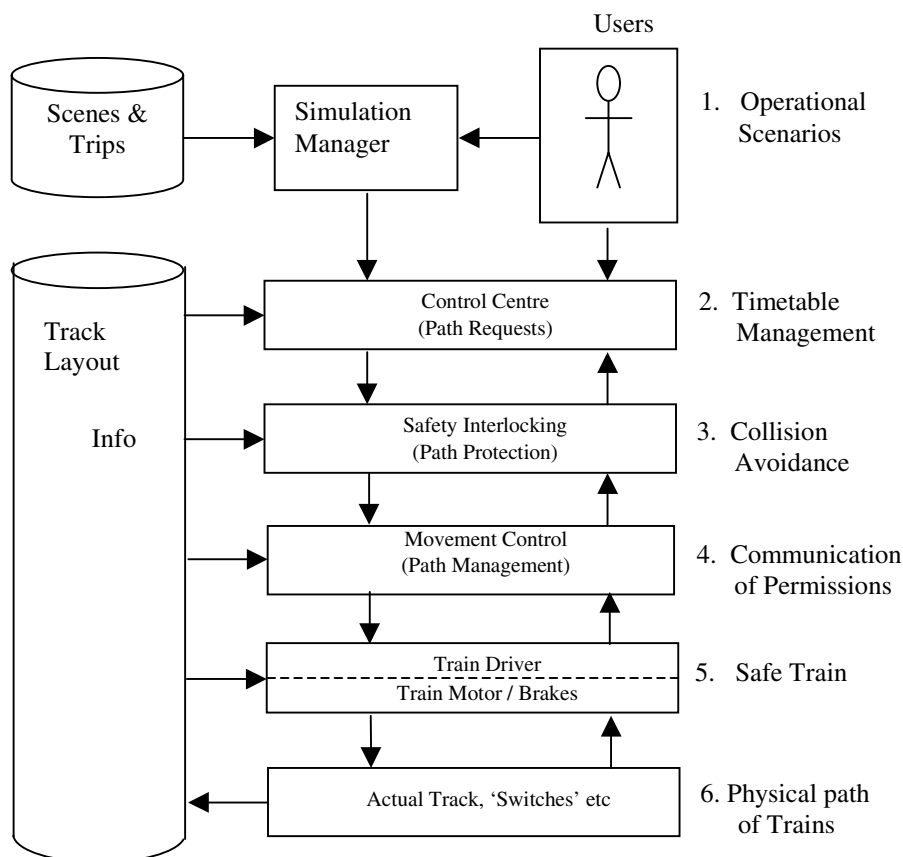 Users
Scenes &
Trips
Simulation
Manager
1. Operational
Scenarios
Track
Layout
Info
Control Centre
(Path Requests)
2. Timetable
Management
Safety Interlocking
(Path Protection)
3. Collision
Avoidance
Movement Control
(Path Management)
4. Communication
of Permissions
Train Driver
Train Motor / Brakes
5. Safe Train
Actual Track, ‘Switches’ etc
6. Physical path
of Trains